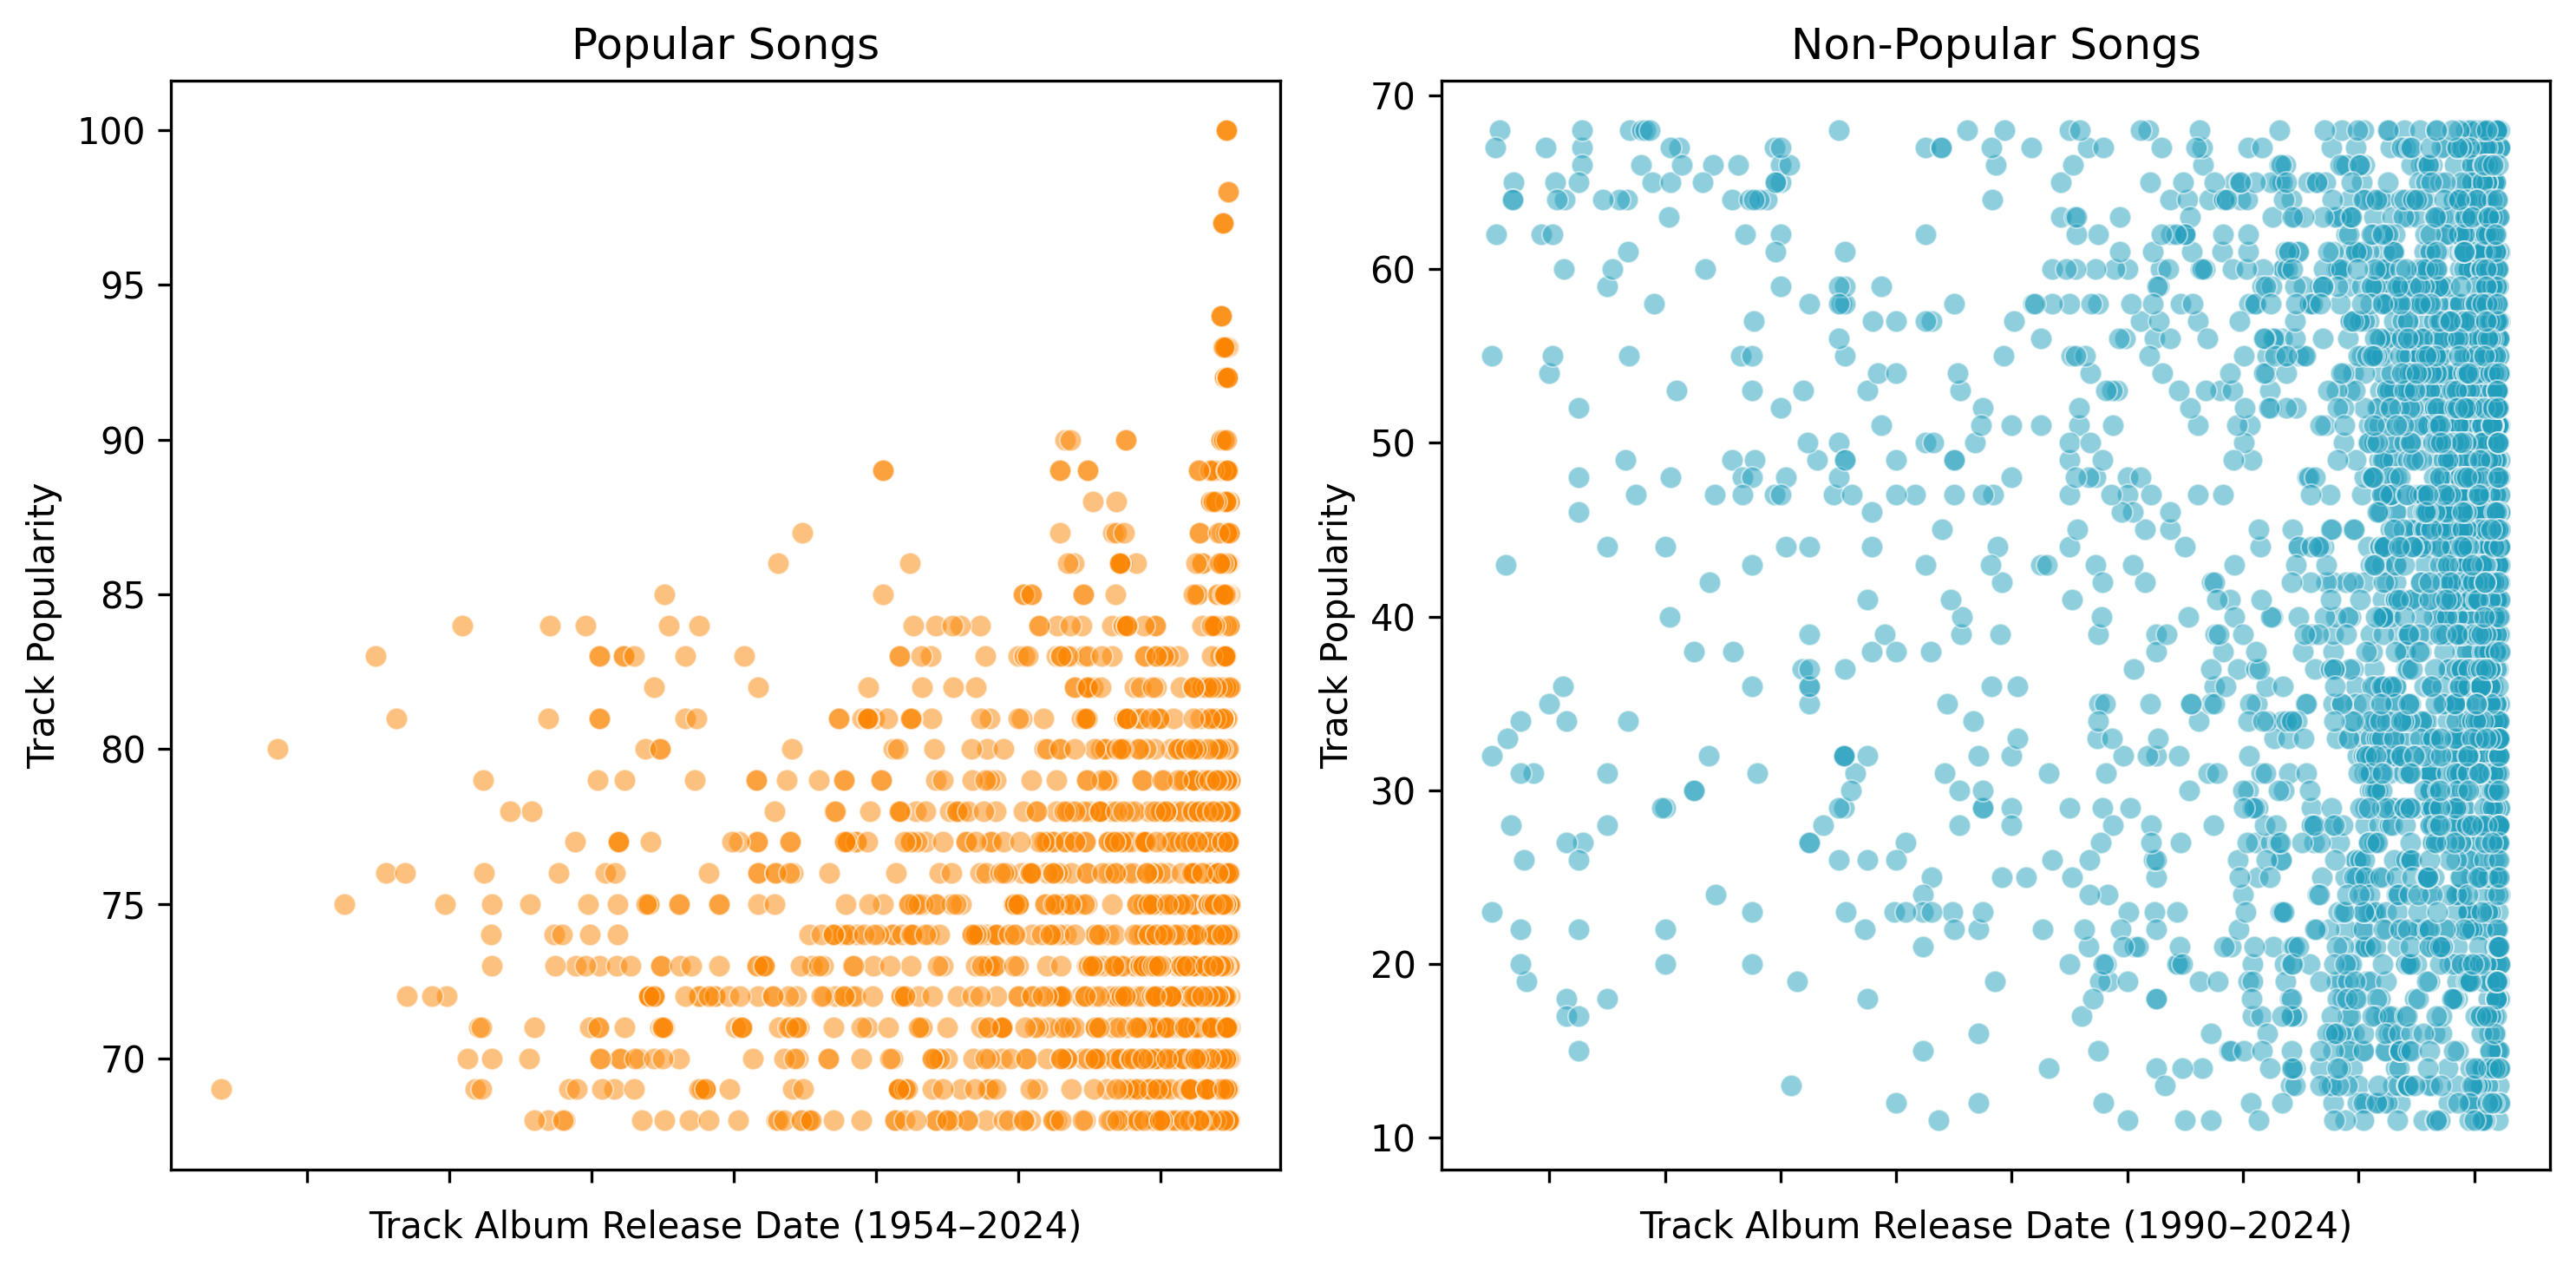 Popular Songs
Track Popularity
100
95
90
85
80
75
70
Track Album Release Date (1954–2024)
Non-Popular Songs
Track Popularity
70
60
50
40
30
20
10
Track Album Release Date (1990–2024)